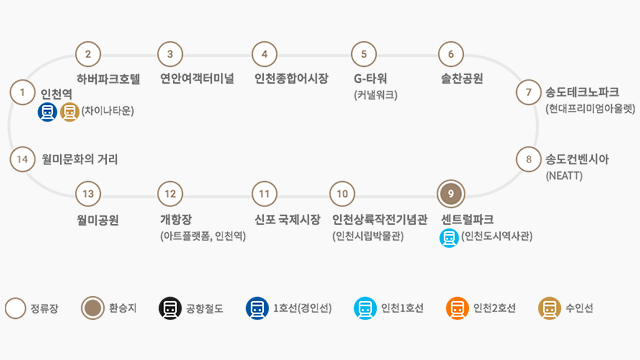 1
인천역
(차이나타운)
2
하버파크호텔
3
연안여객터미널
4
인천종합어시장
5
G-타워
(커낼워크)
6
솔찬공원
7
송도테크노파크
(현대프리미엄아울렛)
8
송도컨벤시아
(NEATT)
9
센트럴파크
(인천도시역사관)
10
인천상륙작전기념관
(인천시립박물관)
11
신포 국제시장
12
개항장
(아트플랫폼, 인천역)
13
월미공원
14
월미문화의 거리
정류장
환승지
공항철도
1호선(경인선)
인천1호선
인천2호선
수인선